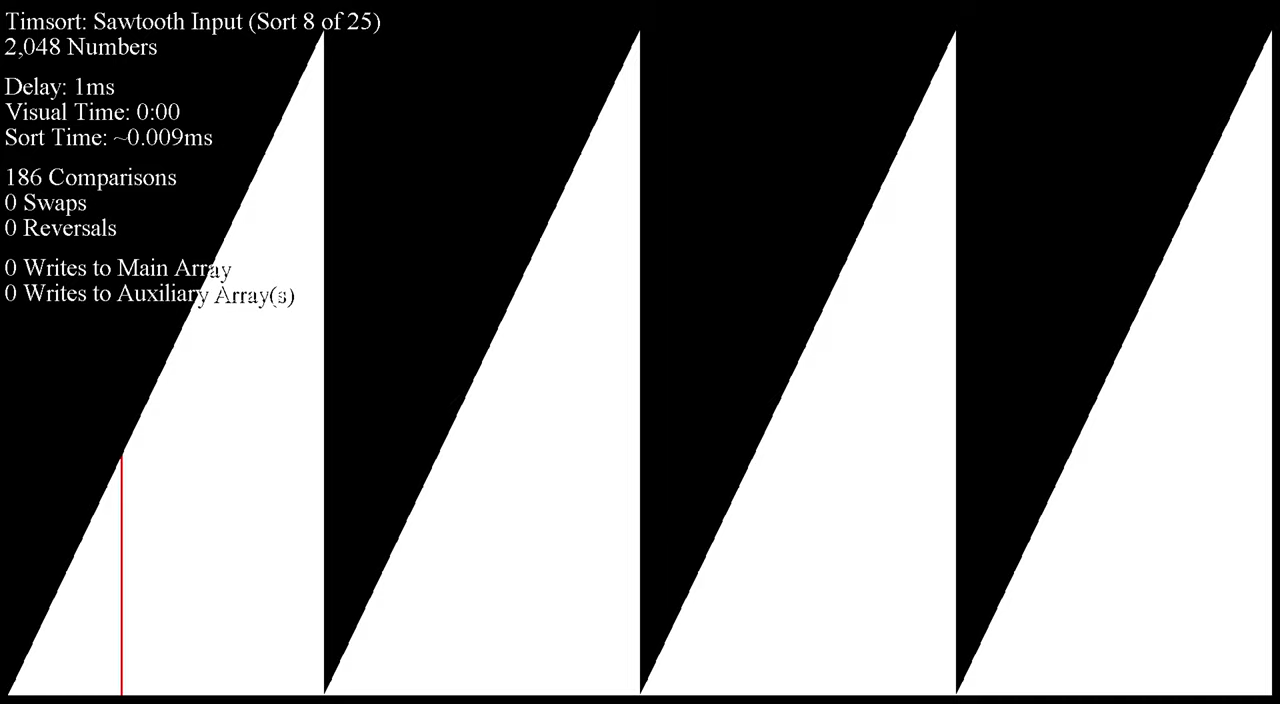 Timsort: Sawtooth Input (Sort 8 of 25)
2,048 Numbers
Delay: 1ms
Visual Time: 0:00
Sort Time: ~0.009ms
186 Comparisons
0 Swaps
0 Reversals
0 Writes to Main Array
0 Writes to Auxiliary Array(s)